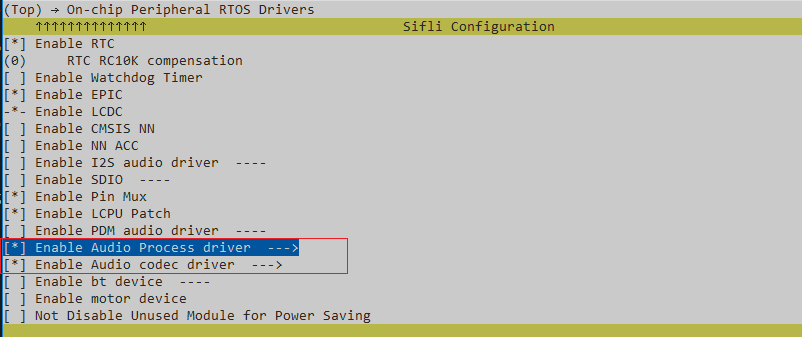 (Top) → On-chip Peripheral RTOS Drivers
↑↑↑↑↑↑↑↑↑↑↑↑↑↑ Sifli Configuration
[*] Enable RTC
(0) RTC RC10K compensation
[ ] Enable Watchdog Timer
[*] Enable EPIC
-*- Enable LCDC
[ ] Enable CMSIS NN
[ ] Enable NN ACC
[ ] Enable I2S audio driver ----
[ ] Enable SDIO ----
[*] Enable Pin Mux
[*] Enable LCPU Patch
[ ] Enable PDM audio driver ----
[*] Enable Audio Process driver --->
[*] Enable Audio codec driver --->
[ ] Enable bt device ----
[ ] Enable motor device
[ ] Not Disable Unused Module for Power Saving